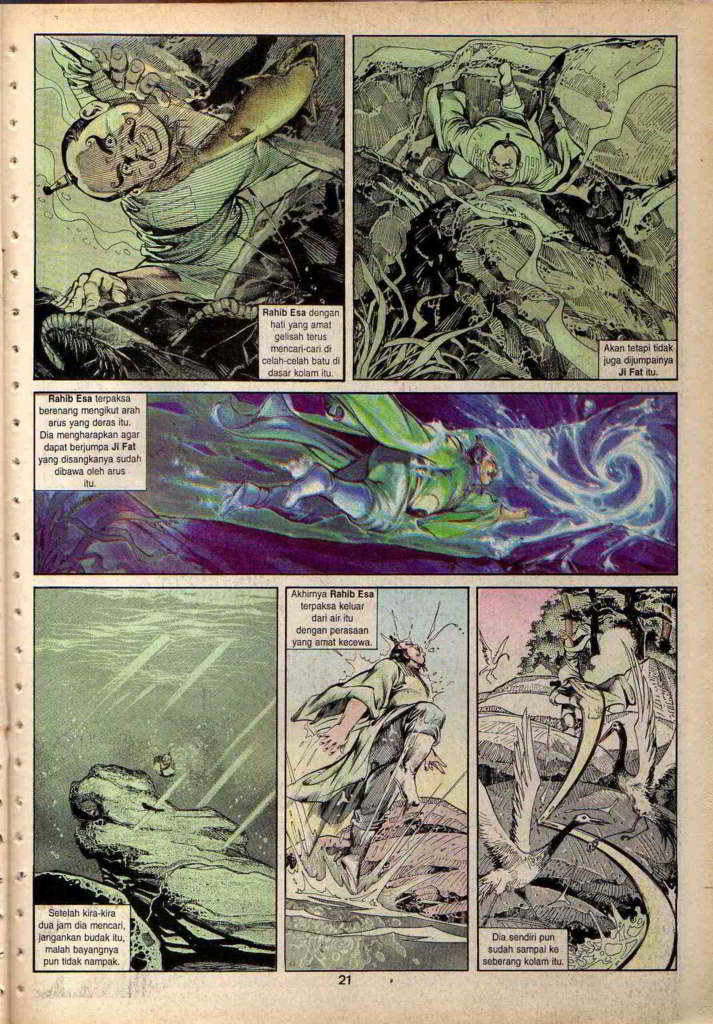 Rahib Esa dengan
hati yang amat
gelisah terus
mencari-cari di
celah-celah batu di
dasar kolam itu.
Akan tetapi tidak
juga dijumpainya
Ji Fat itu.
Rahib Esa terpaksa
berenang mengikut arah
arus yang deras itu.
Dia mengharapkan agar
dapat berjumpa Ji Fat
yang disangkanya sudah
dibawa oleh arus
itu.
Setelah kira-kira
dua jam dia mencari,
jangankan budak itu,
malah bayangnya
pun tidak nampak.
Akhirnya Rahib Esa
terpaksa keluar
dari air itu
dengan perasaan
yang amat kecewa.
Dia sendiri pun
sudah sampai ke
seberang kolam itu.
21